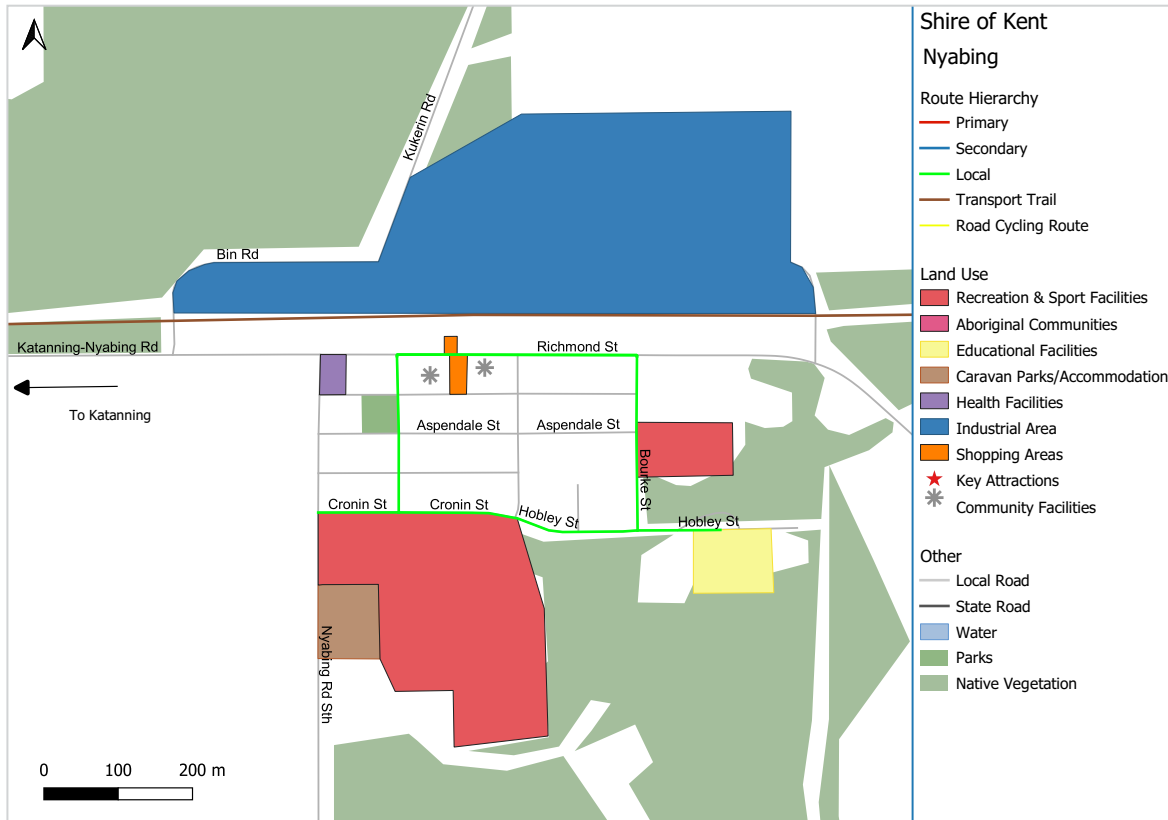 Shire of Kent
Nyabing
Route Hierarchy
Primary
Secondary
Local
Transport Trail
Road Cycling Route
Land Use
Recreation & Sport Facilities
Aboriginal Communities
Educational Facilities
Caravan Parks/Accommodation
Health Facilities
Industrial Area
Shopping Areas
Key Attractions
Community Facilities
Other
Local Road
State Road
Water
Parks
Native Vegetation
Kukerin Rd
Bin Rd
Katanning-Nyabing Rd
Richmond St
To Katanning
Aspendale St
Aspendale St
Bourke St
Cronin St
Cronin St
Hobley St
Hobley St
Nyabing Rd Sth
0 100 200 m